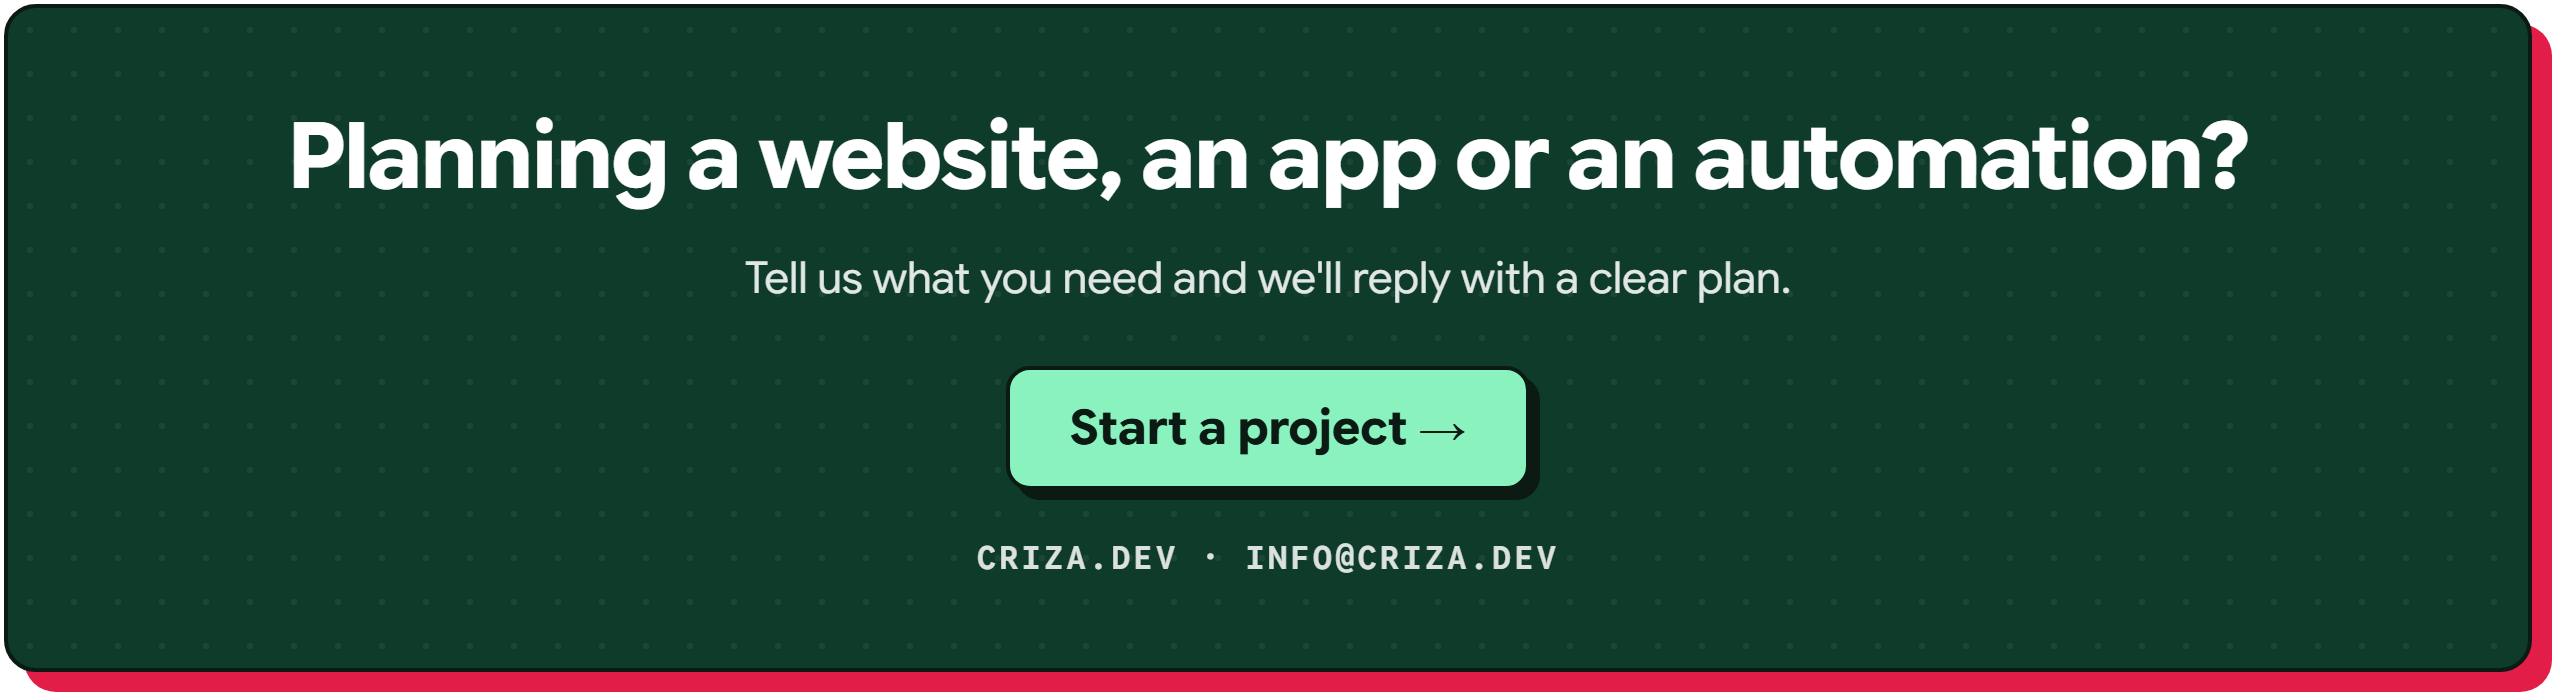 Planning a website, an app or an automation?
Tell us what you need and we'll reply with a clear plan.
Start a project →
CRIZA.DEV · INFO@CRIZA.DEV